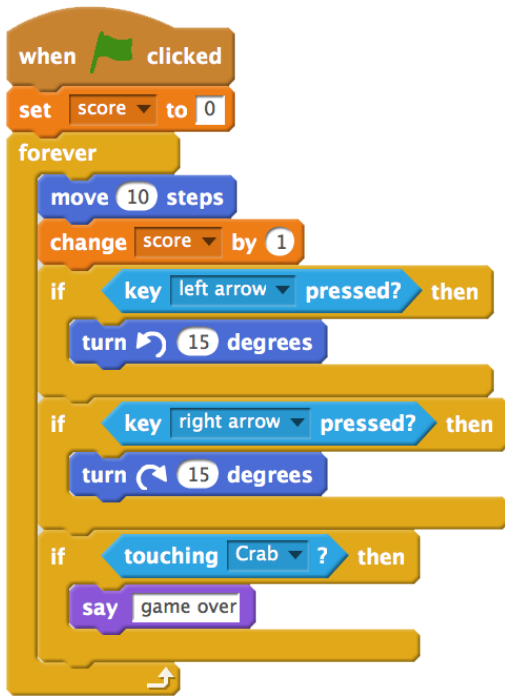 when clicked
set score to 0
forever
move 10 steps
change score by 1
if key left arrow pressed? then
turn 15 degrees
if key right arrow pressed? then
turn 15 degrees
if touching Crab ? then
say game over